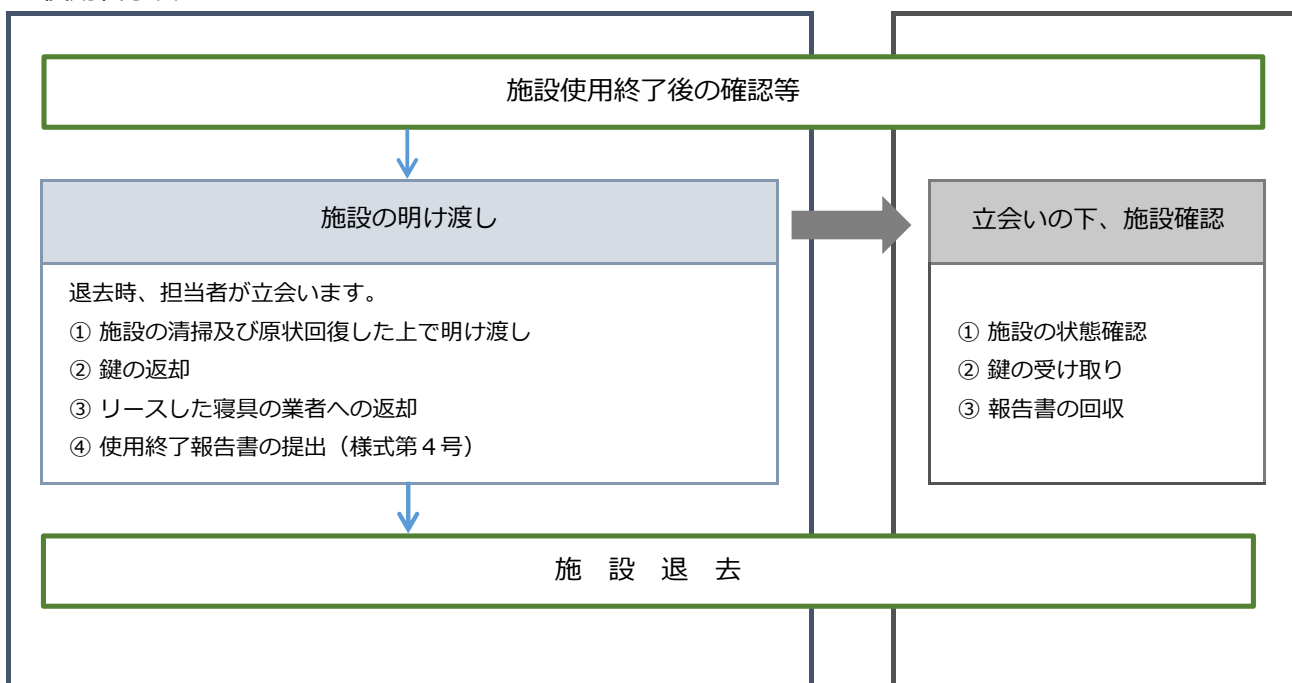 施設使用終了後の確認等
施設の明け渡し
退去時、担当者が立会います。
① 施設の清掃及び原状回復した上で明け渡し
② 鍵の返却
③ リースした寝具の業者への返却
④ 使用終了報告書の提出（様式第４号）
立会いの下、施設確認
① 施設の状態確認
② 鍵の受け取り
③ 報告書の回収
施　設　退　去